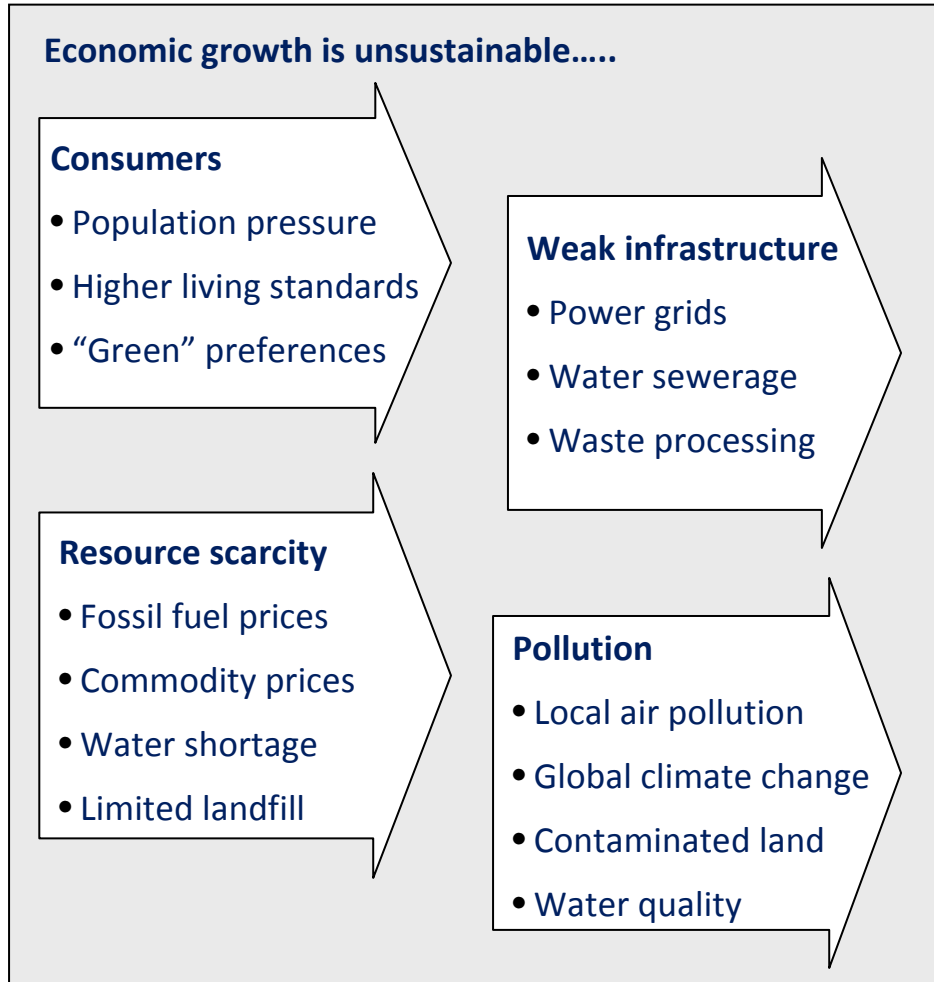 Economic growth is unsustainable…..
Consumers
• Population pressure
• Higher living standards
• “Green” preferences
Weak infrastructure
• Power grids
• Water sewerage
• Waste processing
Resource scarcity
• Fossil fuel prices
• Commodity prices
• Water shortage
• Limited landfill
Pollution
• Local air pollution
• Global climate change
• Contaminated land
• Water quality